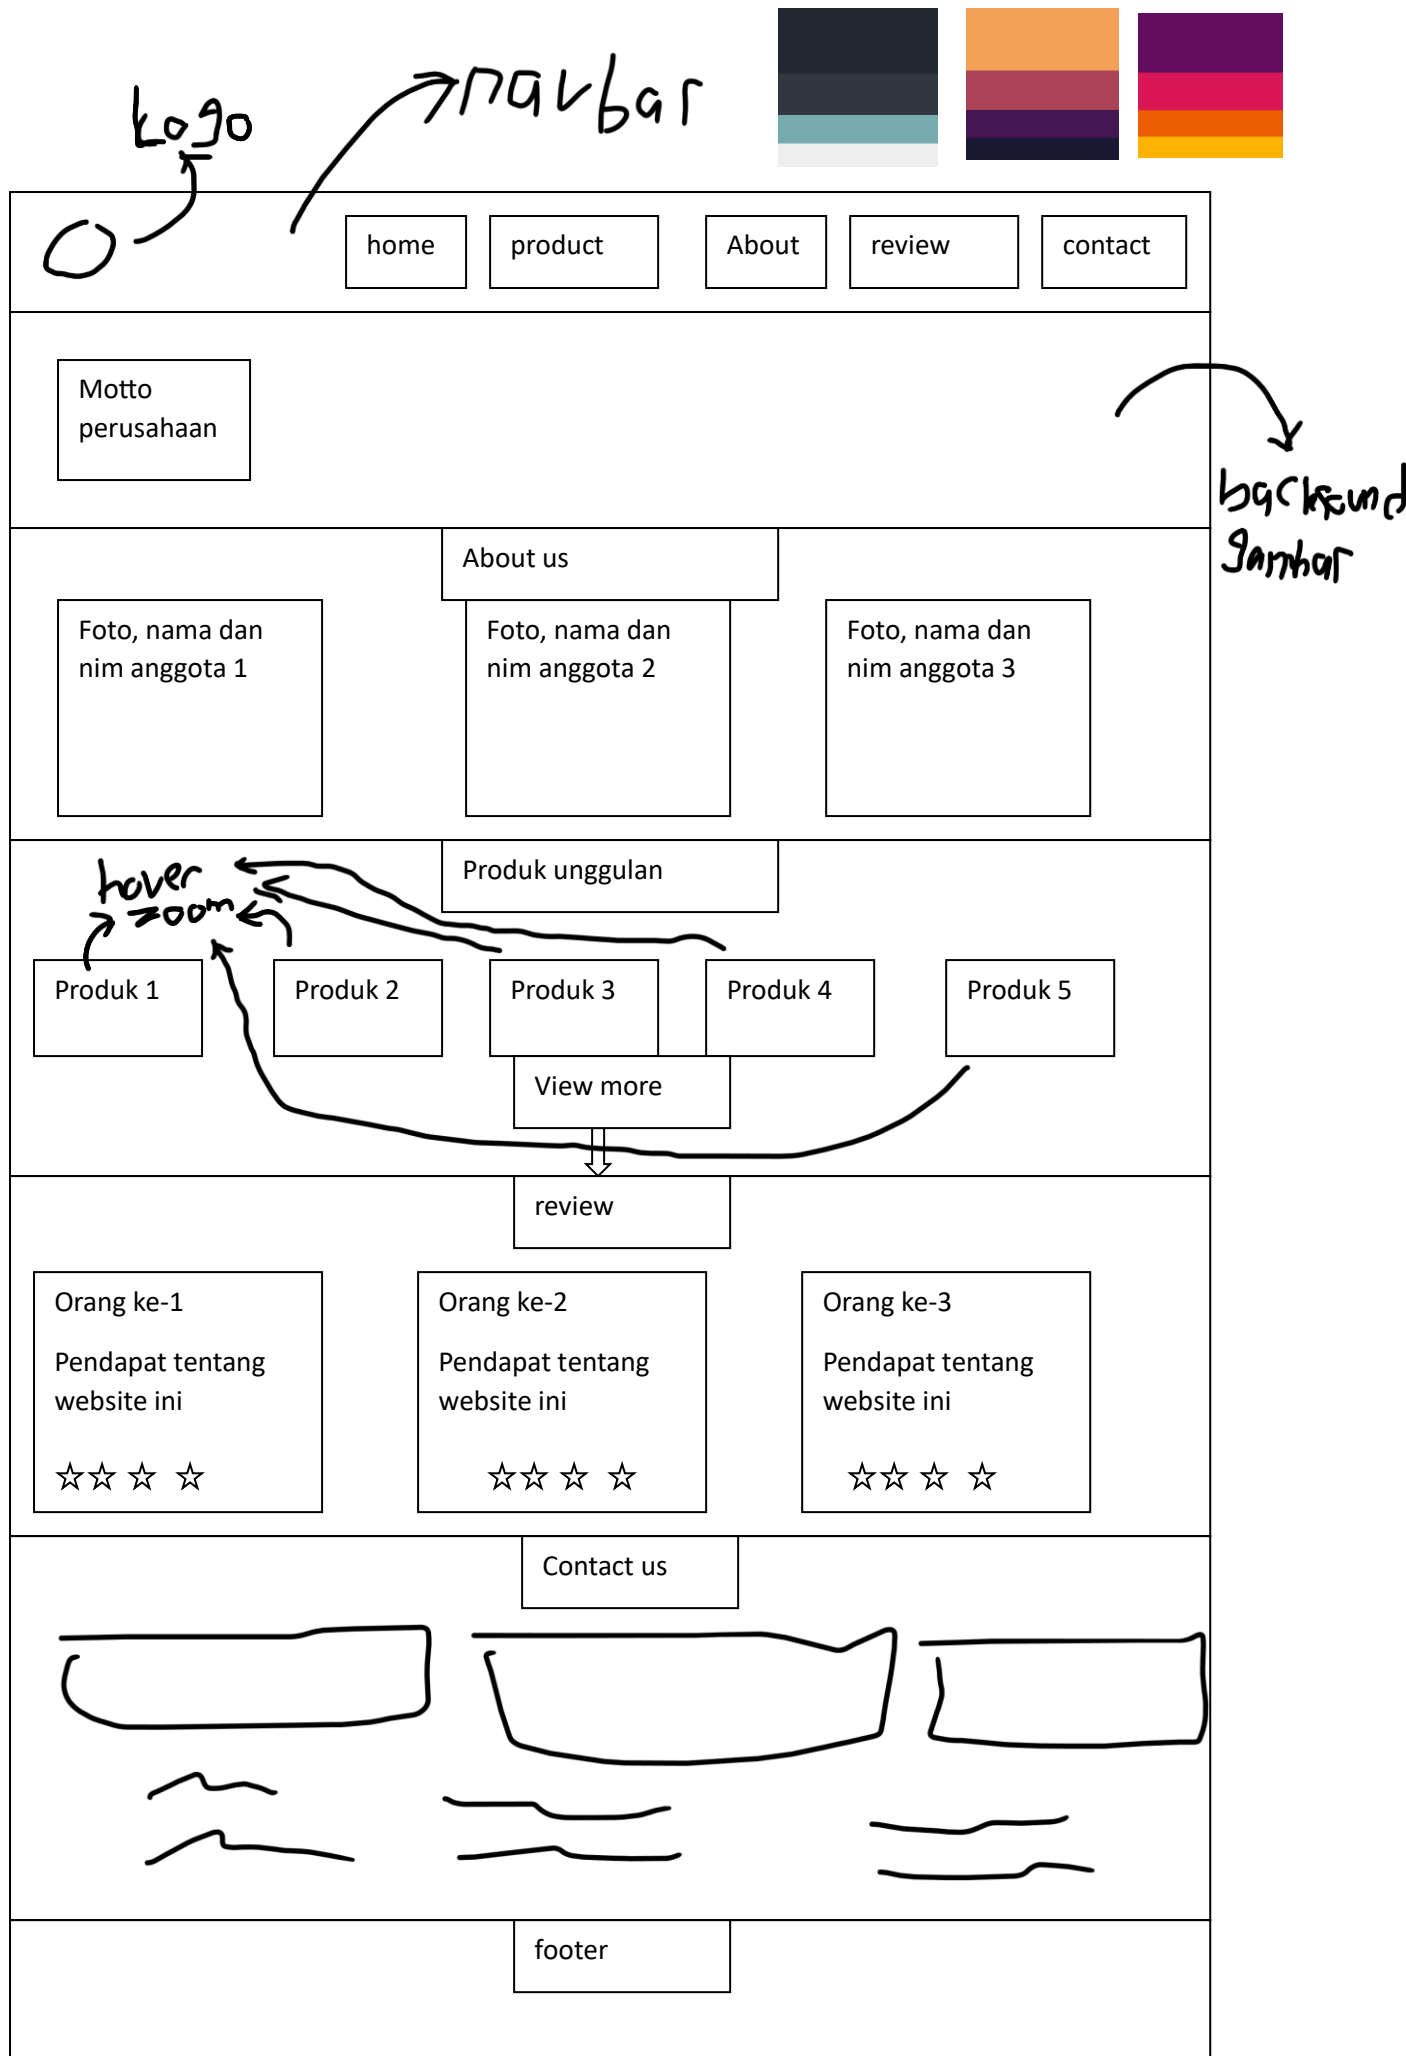 Logo
navbar
home
product
About
review
contact
Motto
perusahaan
gambar
About us
Foto, nama dan
nim anggota 1
Foto, nama dan
nim anggota 2
Foto, nama dan
nim anggota 3
Produk unggulan
hover
zoom
Produk 1
Produk 2
Produk 3
Produk 4
Produk 5
View more
review
Orang ke-1
Pendapat tentang
website ini
Orang ke-2
Pendapat tentang
website ini
Orang ke-3
Pendapat tentang
website ini
Contact us
footer